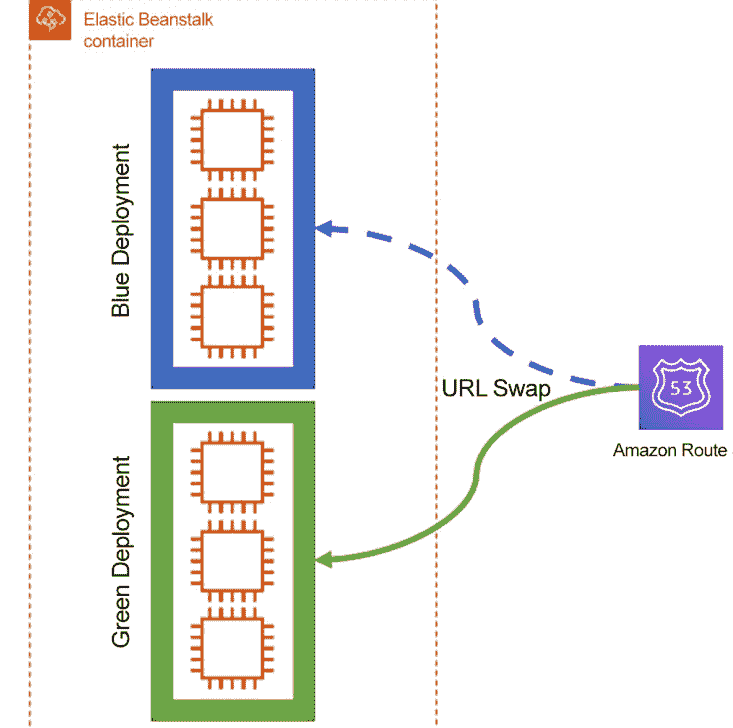 Elastic Beanstalk
container
Blue Deployment
URL Swap
53
Amazon Route
Green Deployment